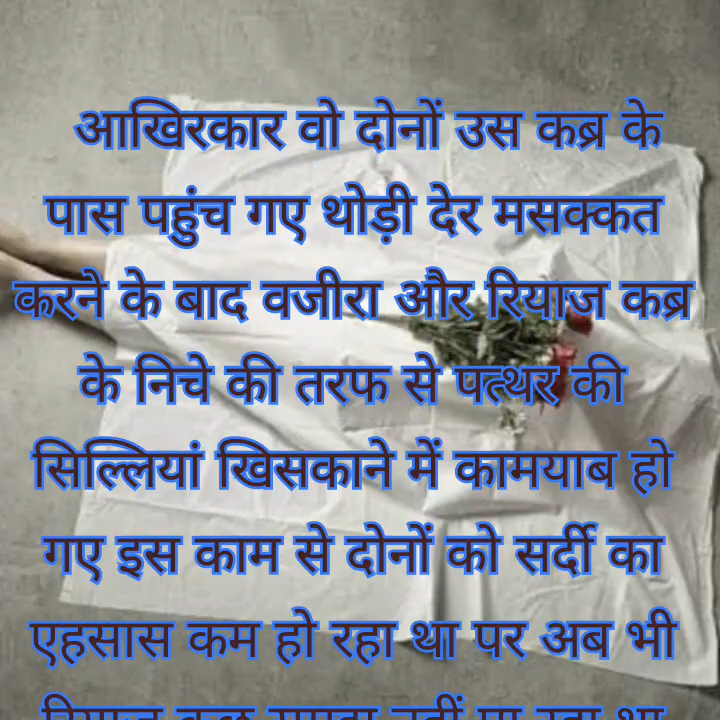 आखिरकार वो दोनों उस कब्र के
पास पहुंच गए थोड़ी देर मसक्कत
करने के बाद वजीरा और रियाज कब्र
के निचे की तरफ से पत्थर की
सिल्लियां खिसकाने में कामयाब हो
गए इस काम से दोनों को सर्दी का
एहसास कम हो रहा था पर अब भी